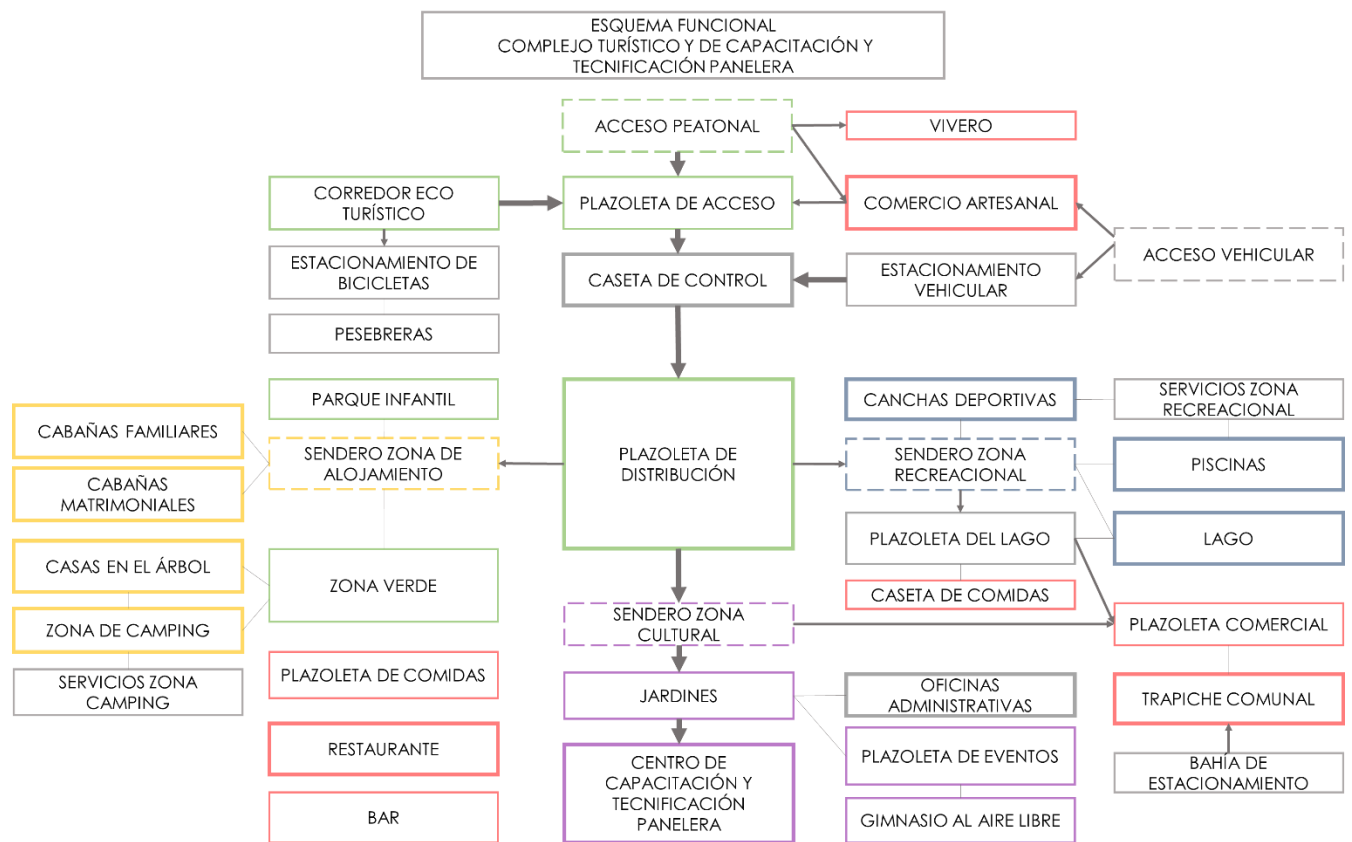 ESQUEMA FUNCIONAL
COMPLEJO TURÍSTICO Y DE CAPACITACIÓN Y
TECNIFICACIÓN PANELERA
ACCESO PEATONAL
VIVERO
CORREDOR ECO
TURÍSTICO
PLAZOLETA DE ACCESO
COMERCIO ARTESANAL
ACCESO VEHICULAR
ESTACIONAMIENTO DE
BICICLETAS
CASETA DE CONTROL
ESTACIONAMIENTO
VEHICULAR
PESEBRERAS
PARQUE INFANTIL
CANCHAS DEPORTIVAS
SERVICIOS ZONA
RECREACIONAL
CABAÑAS FAMILIARES
SENDERO ZONA DE
ALOJAMIENTO
PLAZOLETA DE
DISTRIBUCIÓN
SENDERO ZONA
RECREACIONAL
PISCINAS
CABAÑAS
MATRIMONIALES
PLAZOLETA DEL LAGO
LAGO
CASAS EN EL ÁRBOL
ZONA VERDE
CASETA DE COMIDAS
ZONA DE CAMPING
SENDERO ZONA
CULTURAL
PLAZOLETA COMERCIAL
SERVICIOS ZONA
CAMPING
PLAZOLETA DE COMIDAS
JARDINES
OFICINAS
ADMINISTRATIVAS
TRAPICHE COMUNAL
RESTAURANTE
CENTRO DE
CAPACITACIÓN Y
TECNIFICACIÓN
PANELERA
PLAZOLETA DE EVENTOS
BAHÍA DE
ESTACIONAMIENTO
BAR
GIMNASIO AL AIRE LIBRE